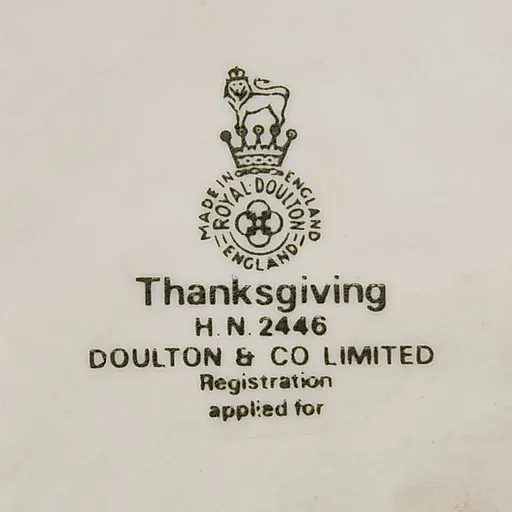 MADE IN ENGLAND
ROYAL·DOULTON
ENGLAND
Thanksgiving
H.N. 2446
DOULTON & CO LIMITED
Registration
applied for